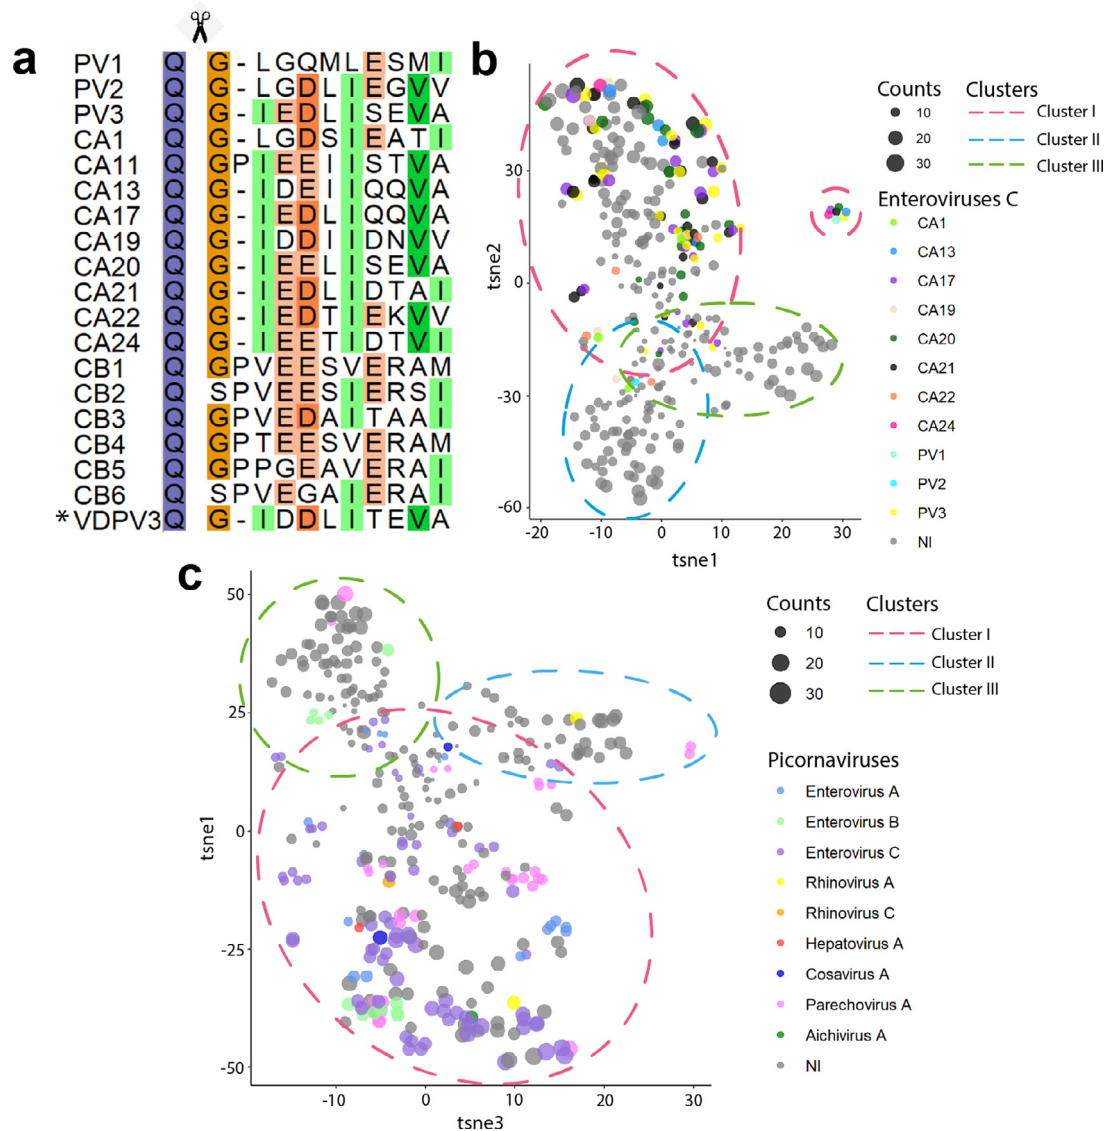 a
PV1 Q G - L G Q M L E S M I
PV2 Q G - L G D L I E G V V
PV3 Q G - I E D L I S E V A
CA1 Q G - L G D S I E A T I
CA11 Q G P I E E I I S T V A
CA13 Q G - I D E I I Q Q V A
CA17 Q G - I E D L I Q Q V A
CA19 Q G - I D D I I D N V V
CA20 Q G - I E E L I S E V A
CA21 Q G - I E D L I D T A I
CA22 Q G - I E D T I E K V V
CA24 Q G - I E E T I D T V I
CB1 Q G P V E E S V E R A M
CB2 Q S P V E E S I E R S I
CB3 Q G P V E D A I T A A I
CB4 Q G P T E E S V E R A M
CB5 Q G P P G E A V E R A I
CB6 Q S P V E G A I E R A I
* VDPV3 Q G - I D D L I T E V A
b
30
0
-30
-60
tsne2
-20 -10 0 10 20 30
tsne1
Counts
10
20
30
Clusters
Cluster I
Cluster II
Cluster III
Enteroviruses C
CA1
CA13
CA17
CA19
CA20
CA21
CA22
CA24
PV1
PV2
PV3
NI
c
50
25
0
-25
-50
tsne1
-10 0 10 20 30
tsne3
Counts
10
20
30
Clusters
Cluster I
Cluster II
Cluster III
Picornaviruses
Enterovirus A
Enterovirus B
Enterovirus C
Rhinovirus A
Rhinovirus C
Hepatovirus A
Cosavirus A
Parechovirus A
Aichivirus A
NI